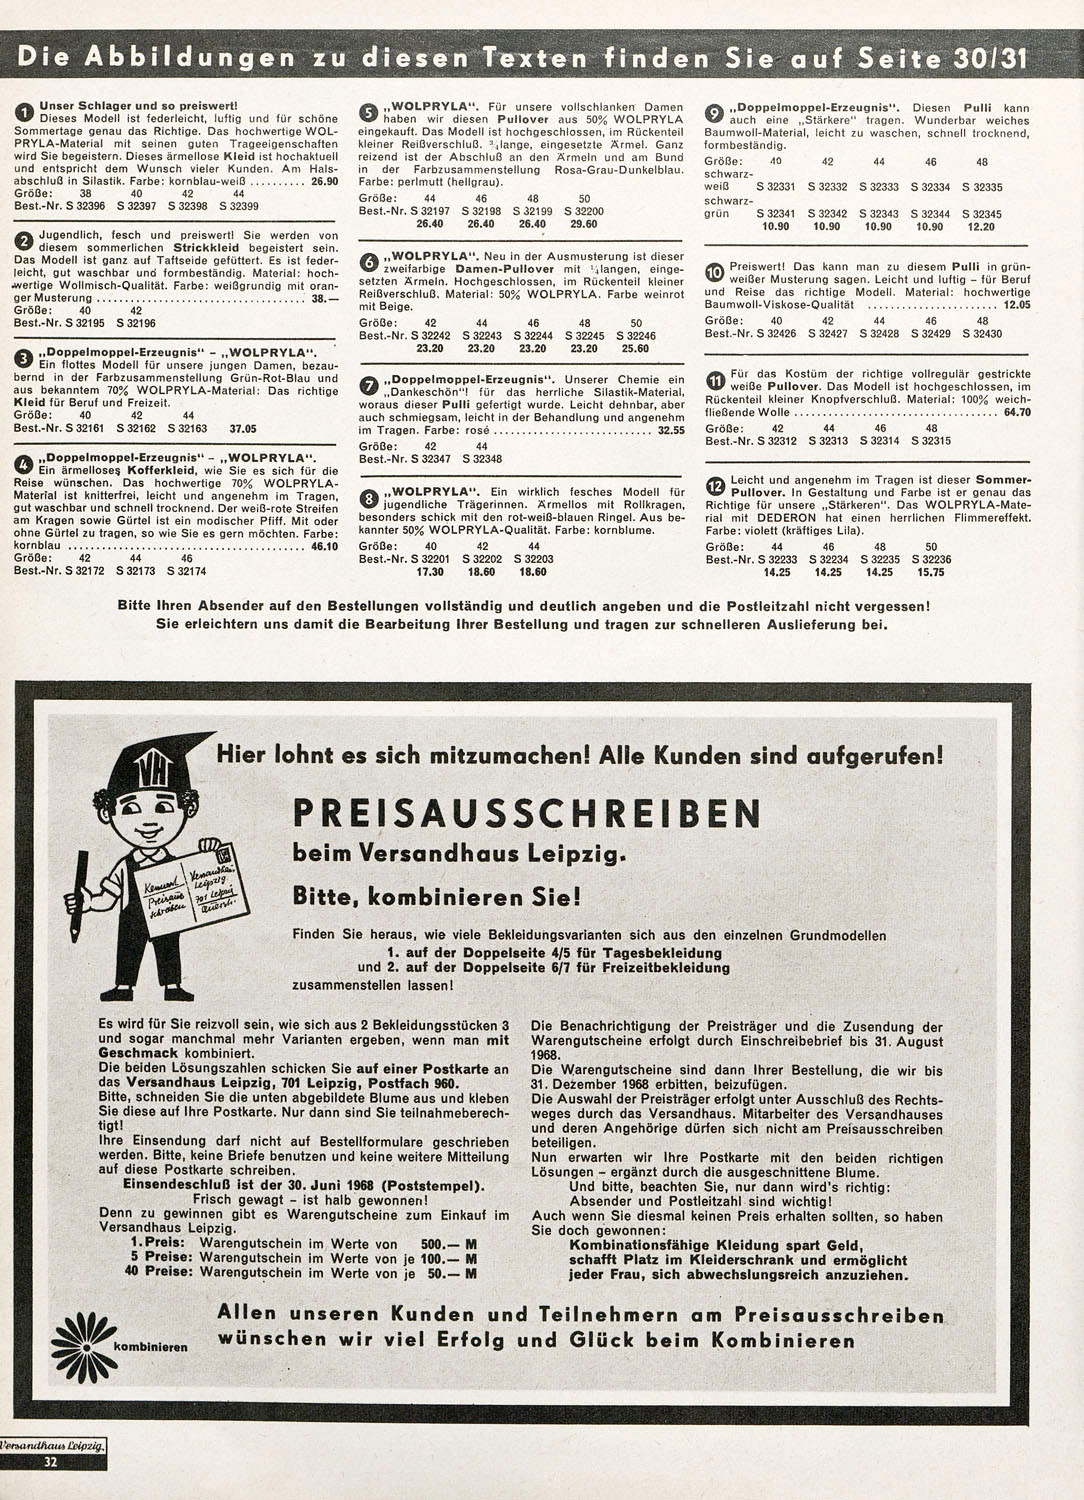 Die Abbildungen zu diesen Texten finden Sie auf Seite 30/31
1 Unser Schlager und so preiswert!
Dieses Modell ist federleicht, luftig und für schöne
Sommertage genau das Richtige. Das hochwertige WOL-
PRYLA-Material mit seinen guten Trageeigenschaften
wird Sie begeistern. Dieses ärmellose Kleid ist hochaktuell
und entspricht dem Wunsch vieler Kunden. Am Hals-
abschluß in Silastik. Farbe: kornblau-weiß .......... 26.90
Größe: 38 40 42 44
Best.-Nr. S 32396 S 32397 S 32398 S 32399
2 Jugendlich, fesch und preiswert! Sie werden von
diesem sommerlichen Strickkleid begeistert sein.
Das Modell ist ganz auf Taftseide gefüttert. Es ist feder-
leicht, gut waschbar und formbeständig. Material: hoch-
wertige Wollmisch-Qualität. Farbe: weißgrundig mit oran-
ger Musterung .................................... 38.—
Größe: 40 42
Best.-Nr. S 32195 S 32196
3 „Doppelmoppel-Erzeugnis“ – „WOLPRYLA“.
Ein flottes Modell für unsere jungen Damen, bezau-
bernd in der Farbzusammenstellung Grün-Rot-Blau und
aus bekanntem 70% WOLPRYLA-Material: Das richtige
Kleid für Beruf und Freizeit.
Größe: 40 42 44
Best.-Nr. S 32161 S 32162 S 32163 37.05
4 „Doppelmoppel-Erzeugnis“ – „WOLPRYLA“.
Ein ärmelloses Kofferkleid, wie Sie es sich für die
Reise wünschen. Das hochwertige 70% WOLPRYLA-
Material ist knitterfrei, leicht und angenehm im Tragen,
gut waschbar und schnell trocknend. Der weiß-rote Streifen
am Kragen sowie Gürtel ist ein modischer Pfiff. Mit oder
ohne Gürtel zu tragen, so wie Sie es gern möchten. Farbe:
kornblau .......................................... 46.10
Größe: 42 44 46
Best.-Nr. S 32172 S 32173 S 32174
5 „WOLPRYLA“. Für unsere vollschlanken Damen
haben wir diesen Pullover aus 50% WOLPRYLA
eingekauft. Das Modell ist hochgeschlossen, im Rückenteil
kleiner Reißverschluß. ¾lange, eingesetzte Ärmel. Ganz
reizend ist der Abschluß an den Ärmeln und am Bund
in der Farbzusammenstellung Rosa-Grau-Dunkelblau.
Farbe: perlmutt (hellgrau).
Größe: 44 46 48 50
Best.-Nr. S 32197 S 32198 S 32199 S 32200
26.40 26.40 26.40 29.60
6 „WOLPRYLA“. Neu in der Ausmusterung ist dieser
zweifarbige Damen-Pullover mit ¼langen, einge-
setzten Ärmeln. Hochgeschlossen, im Rückenteil kleiner
Reißverschluß. Material: 50% WOLPRYLA. Farbe weinrot
mit Beige.
Größe: 42 44 46 48 50
Best.-Nr. S 32242 S 32243 S 32244 S 32245 S 32246
23.20 23.20 23.20 23.20 25.60
7 „Doppelmoppel-Erzeugnis“. Unserer Chemie ein
„Dankeschön“! für das herrliche Silastik-Material,
woraus dieser Pulli gefertigt wurde. Leicht dehnbar, aber
auch schmiegsam, leicht in der Behandlung und angenehm
im Tragen. Farbe: rosé ............................ 32.55
Größe: 42 44
Best.-Nr. S 32347 S 32348
8 „WOLPRYLA“. Ein wirklich fesches Modell für
jugendliche Trägerinnen. Ärmellos mit Rollkragen,
besonders schick mit den rot-weiß-blauen Ringel. Aus be-
kannter 50% WOLPRYLA-Qualität. Farbe: kornblume.
Größe: 40 42 44
Best.-Nr. S 32201 S 32202 S 32203
17.30 18.60 18.60
9 „Doppelmoppel-Erzeugnis“. Diesen Pulli kann
auch eine „Stärkere“ tragen. Wunderbar weiches
Baumwoll-Material, leicht zu waschen, schnell trocknend,
formbeständig.
Größe: 40 42 44 46 48
schwarz-
weiß S 32331 S 32332 S 32333 S 32334 S 32335
schwarz-
grün S 32341 S 32342 S 32343 S 32344 S 32345
10.90 10.90 10.90 10.90 12.20
10 Preiswert! Das kann man zu diesem Pulli in grün-
weißer Musterung sagen. Leicht und luftig – für Beruf
und Reise das richtige Modell. Material: hochwertige
Baumwoll-Viskose-Qualität ....................... 12.05
Größe: 40 42 44 46 48
Best.-Nr. S 32426 S 32427 S 32428 S 32429 S 32430
11 Für das Kostüm der richtige vollregulär gestrickte
weiße Pullover. Das Modell ist hochgeschlossen, im
Rückenteil kleiner Knopfverschluß. Material: 100% weich-
fließende Wolle .................................... 64.70
Größe: 42 44 46 48
Best.-Nr. S 32312 S 32313 S 32314 S 32315
12 Leicht und angenehm im Tragen ist dieser Sommer-
Pullover. In Gestaltung und Farbe ist er genau das
Richtige für unsere „Stärkeren“. Das WOLPRYLA-Mate-
rial mit DEDERON hat einen herrlichen Flimmereffekt.
Farbe: violett (kräftiges Lila).
Größe: 44 46 48 50
Best.-Nr. S 32233 S 32234 S 32235 S 32236
14.25 14.25 14.25 15.75
Bitte Ihren Absender auf den Bestellungen vollständig und deutlich angeben und die Postleitzahl nicht vergessen!
Sie erleichtern uns damit die Bearbeitung Ihrer Bestellung und tragen zur schnelleren Auslieferung bei.
VH
Kennwort
Preisaus
schreiben
Versandhaus
Leipzig
701 Leipzig
Hier lohnt es sich mitzumachen! Alle Kunden sind aufgerufen!
PREISAUSSCHREIBEN
beim Versandhaus Leipzig.
Bitte, kombinieren Sie!
Finden Sie heraus, wie viele Bekleidungsvarianten sich aus den einzelnen Grundmodellen
1. auf der Doppelseite 4/5 für Tagesbekleidung
und 2. auf der Doppelseite 6/7 für Freizeitbekleidung
zusammenstellen lassen!
Es wird für Sie reizvoll sein, wie sich aus 2 Bekleidungsstücken 3
und sogar manchmal mehr Varianten ergeben, wenn man mit
Geschmack kombiniert.
Die beiden Lösungszahlen schicken Sie auf einer Postkarte an
das Versandhaus Leipzig, 701 Leipzig, Postfach 960.
Bitte, schneiden Sie die unten abgebildete Blume aus und kleben
Sie diese auf Ihre Postkarte. Nur dann sind Sie teilnahmeberech-
tigt!
Ihre Einsendung darf nicht auf Bestellformulare geschrieben
werden. Bitte, keine Briefe benutzen und keine weitere Mitteilung
auf diese Postkarte schreiben.
Einsendeschluß ist der 30. Juni 1968 (Poststempel).
Frisch gewagt – ist halb gewonnen!
Denn zu gewinnen gibt es Warengutscheine zum Einkauf im
Versandhaus Leipzig.
1. Preis: Warengutschein im Werte von 500.— M
5 Preise: Warengutschein im Werte von je 100.— M
40 Preise: Warengutschein im Werte von je 50.— M
Die Benachrichtigung der Preisträger und die Zusendung der
Warengutscheine erfolgt durch Einschreibebrief bis 31. August
1968.
Die Warengutscheine sind dann Ihrer Bestellung, die wir bis
31. Dezember 1968 erbitten, beizufügen.
Die Auswahl der Preisträger erfolgt unter Ausschluß des Rechts-
weges durch das Versandhaus. Mitarbeiter des Versandhauses
und deren Angehörige dürfen sich nicht am Preisausschreiben
beteiligen.
Nun erwarten wir Ihre Postkarte mit den beiden richtigen
Lösungen – ergänzt durch die ausgeschnittene Blume.
Und bitte, beachten Sie, nur dann wird's richtig:
Absender und Postleitzahl sind wichtig!
Auch wenn Sie diesmal keinen Preis erhalten sollten, so haben
Sie doch gewonnen:
Kombinationsfähige Kleidung spart Geld,
schafft Platz im Kleiderschrank und ermöglicht
jeder Frau, sich abwechslungsreich anzuziehen.
kombinieren
Allen unseren Kunden und Teilnehmern am Preisausschreiben
wünschen wir viel Erfolg und Glück beim Kombinieren
Versandhaus Leipzig.
32